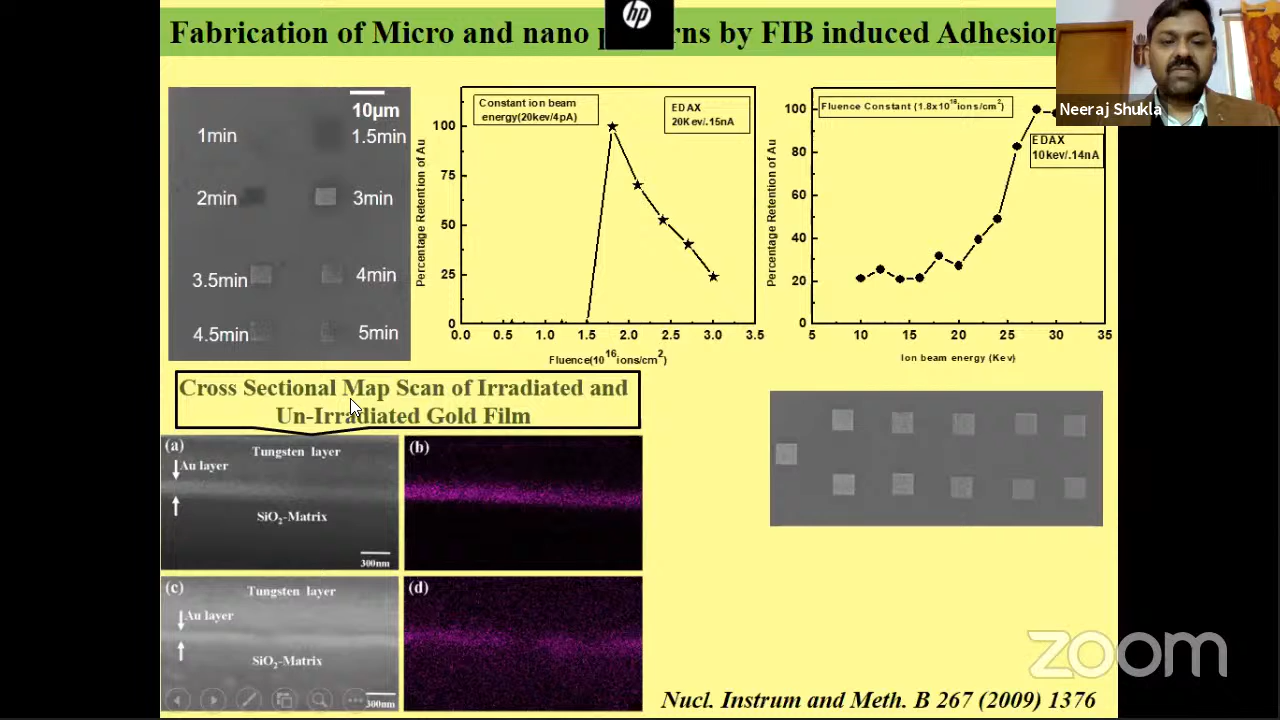 Fabrication of Micro and nano p rns by FIB induced Adhesion
hp
Neeraj Shukla
10μm
1min
1.5min
2min
3min
3.5min
4min
4.5min
5min
Constant ion beam
energy(20kev/4pA)
EDAX
20Kev/.15nA
Percentage Retention of Au
100
75
50
25
0
0.0 0.5 1.0 1.5 2.0 2.5 3.0 3.5
Fluence(10^16 ions/cm^2)
Fluence Constant (1.8x10^16 ions/cm^2)
EDAX
10kev/.14nA
Percentage Retention of Au
100
80
60
40
20
0
5 10 15 20 25 30 35
Ion beam energy (Kev)
Cross Sectional Map Scan of Irradiated and
Un-Irradiated Gold Film
(a)
Tungsten layer
Au layer
SiO2-Matrix
300nm
(b)
(c)
Tungsten layer
Au layer
SiO2-Matrix
300nm
(d)
zoom
Nucl. Instrum and Meth. B 267 (2009) 1376